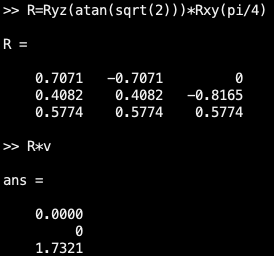 >> R=Ryz(atan(sqrt(2)))*Rxy(pi/4)
R =
0.7071 -0.7071 0
0.4082 0.4082 -0.8165
0.5774 0.5774 0.5774
>> R*v
ans =
0.0000
0
1.7321